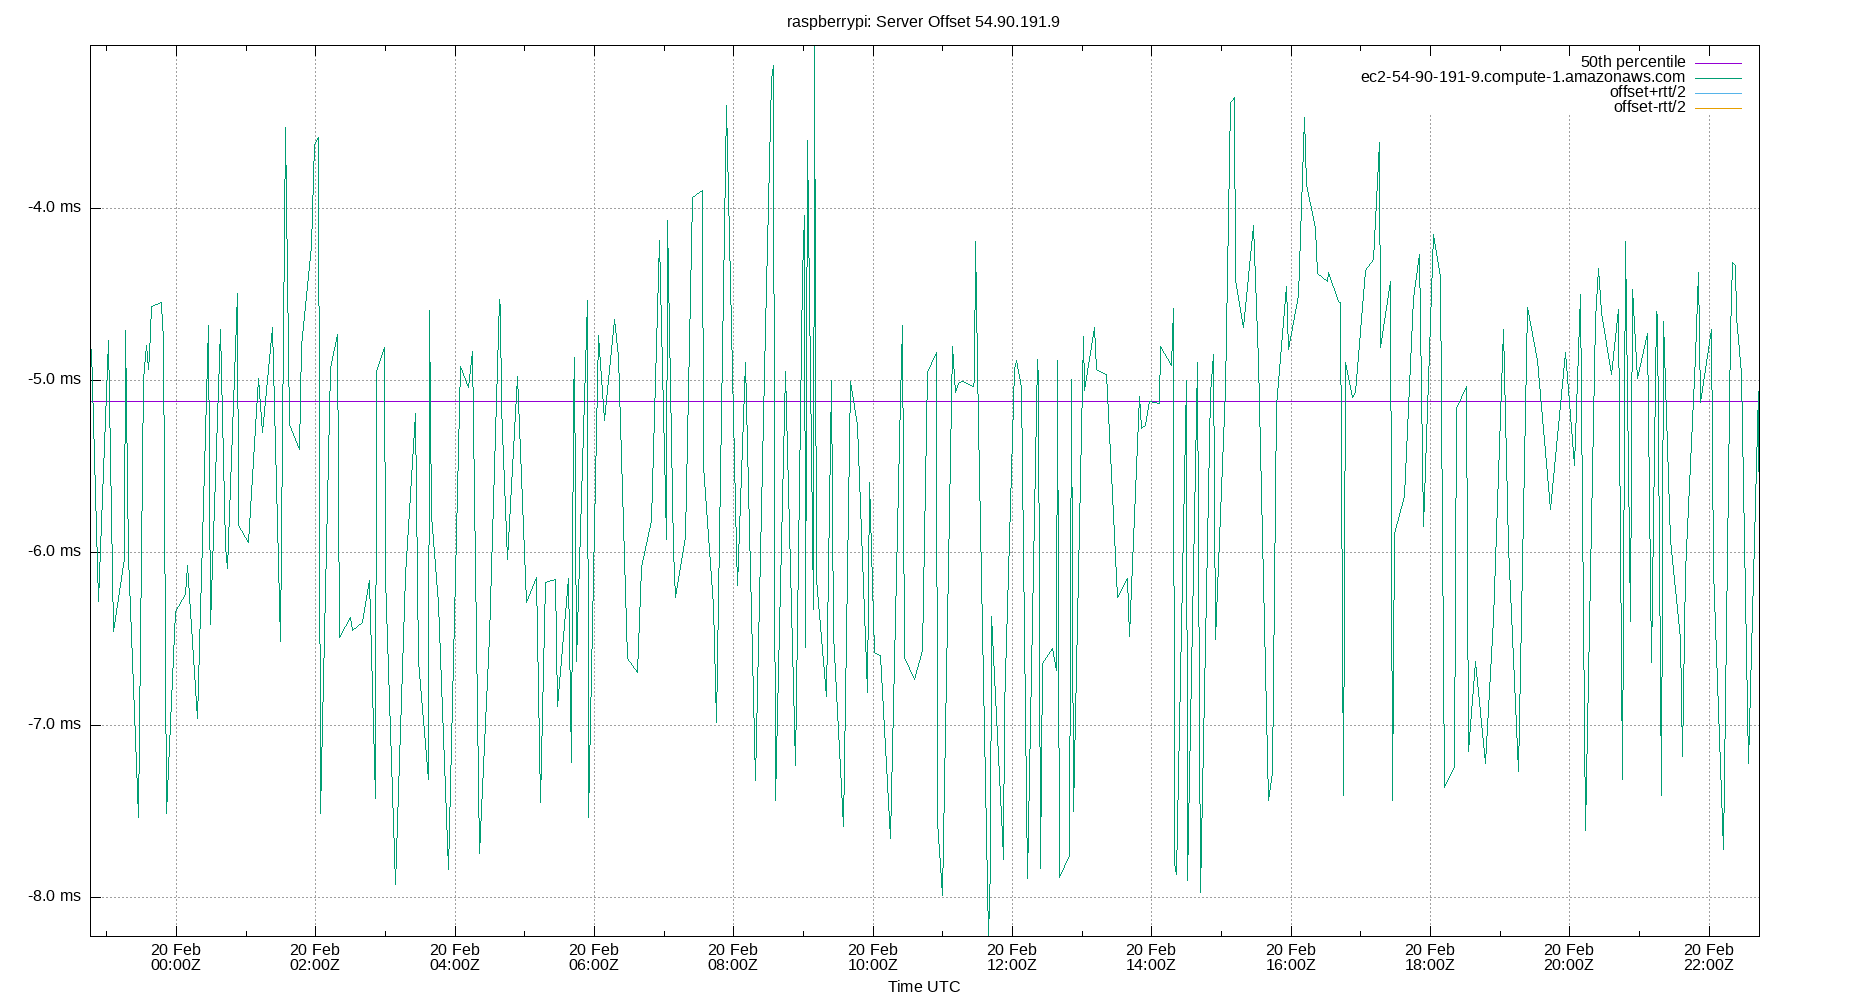 raspberrypi: Server Offset 54.90.191.9
50th percentile
ec2-54-90-191-9.compute-1.amazonaws.com
offset+rtt/2
offset-rtt/2
-4.0 ms
-5.0 ms
-6.0 ms
-7.0 ms
-8.0 ms
20 Feb 20 Feb 20 Feb 20 Feb 20 Feb 20 Feb 20 Feb 20 Feb 20 Feb 20 Feb 20 Feb 20 Feb
00:00Z 02:00Z 04:00Z 06:00Z 08:00Z 10:00Z 12:00Z 14:00Z 16:00Z 18:00Z 20:00Z 22:00Z
Time UTC